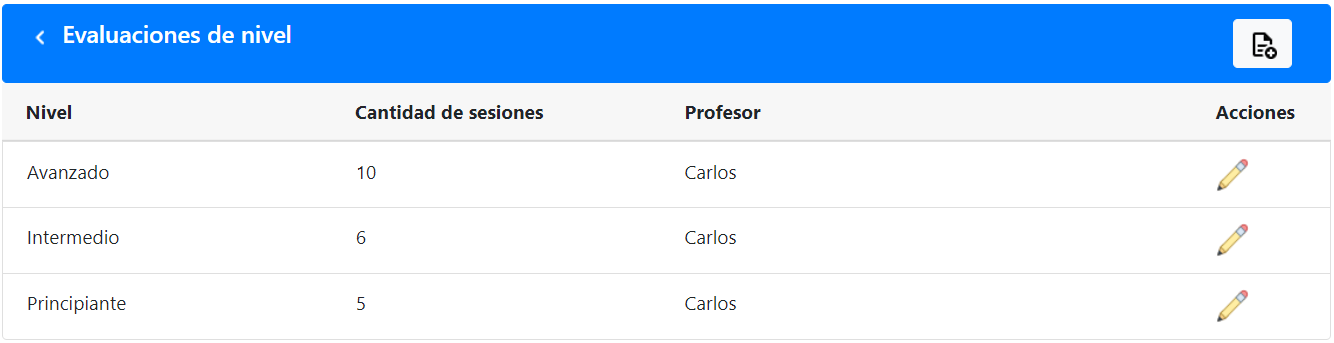 Evaluaciones de nivel
Nivel Cantidad de sesiones Profesor Acciones
Avanzado 10 Carlos
Intermedio 6 Carlos
Principiante 5 Carlos